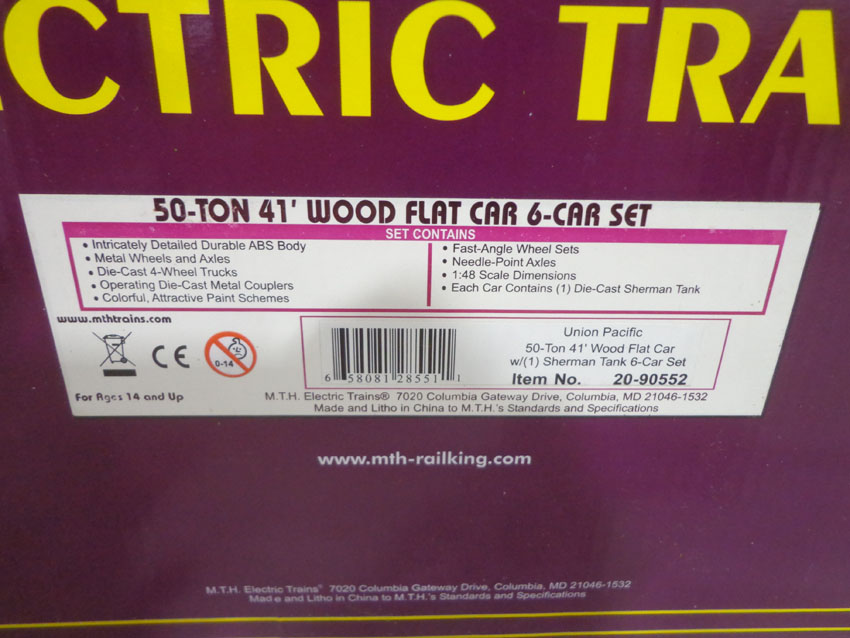 CTRIC TRA
50-TON 41' WOOD FLAT CAR 6-CAR SET
SET CONTAINS
• Intricately Detailed Durable ABS Body
• Metal Wheels and Axles
• Die-Cast 4-Wheel Trucks
• Operating Die-Cast Metal Couplers
• Colorful, Attractive Paint Schemes
• Fast-Angle Wheel Sets
• Needle-Point Axles
• 1:48 Scale Dimensions
• Each Car Contains (1) Die-Cast Sherman Tank
www.mthtrains.com
CE
0-14
For Ages 14 and Up
6 58081 28551 1
Union Pacific
50-Ton 41' Wood Flat Car
w/(1) Sherman Tank 6-Car Set
Item No. 20-90552
M.T.H. Electric Trains® 7020 Columbia Gateway Drive, Columbia, MD 21046-1532
Made and Litho in China to M.T.H.'s Standards and Specifications
www.mth-railking.com
M.T.H. Electric Trains® 7020 Columbia Gateway Drive, Columbia, MD 21046-1532
Made and Litho in China to M.T.H.'s Standards and Specifications